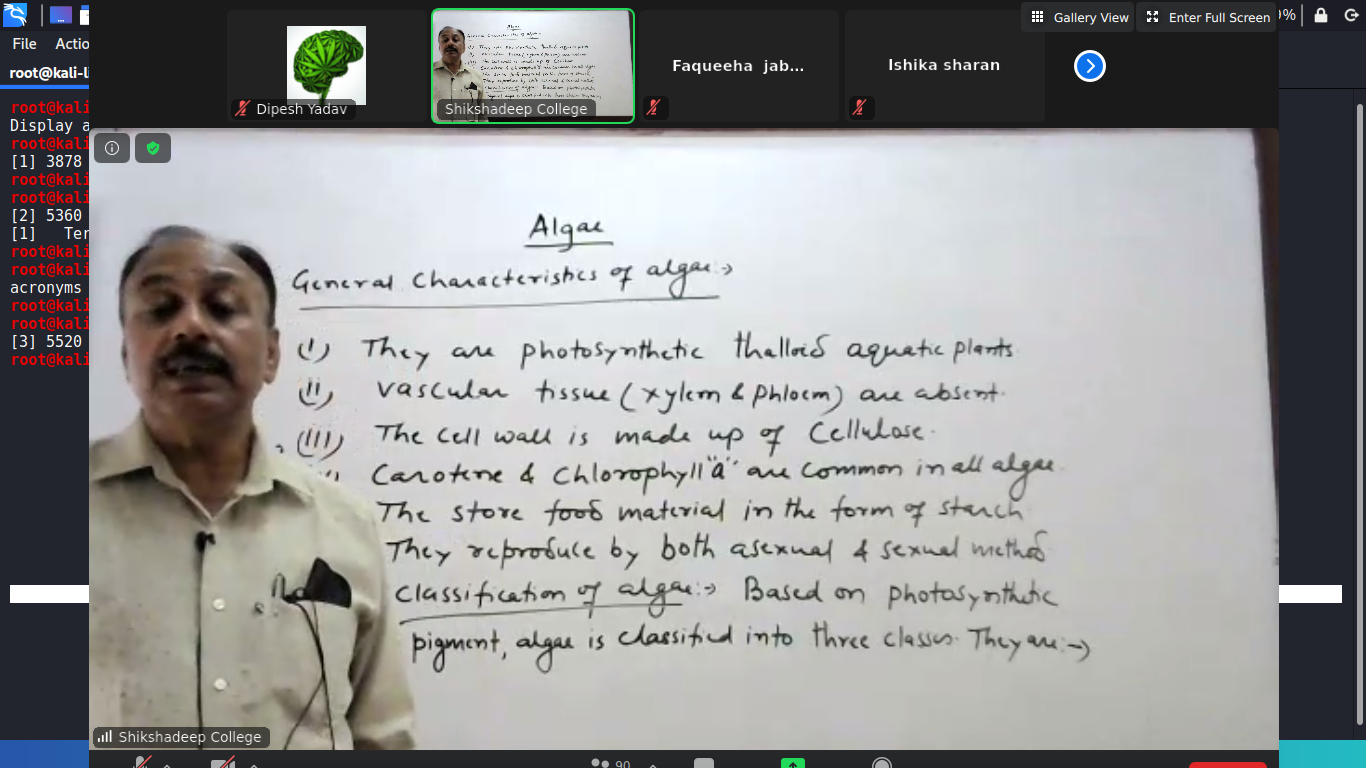 Gallery View
Enter Full Screen
9%
File
Actio
root@kali-li
root@kali
Display a
root@kali
[1] 3878
root@kali
root@kali
[2] 5360
[1] Ter
root@kali
root@kali
acronyms
root@kali
root@kali
[3] 5520
root@kali
Dipesh Yadav
Shikshadeep College
Faqueeha jab...
Ishika sharan
Algae
General Characteristics of algae:→
(i) They are photosynthetic thalloid aquatic plants.
(ii) Vascular tissue (xylem & Phloem) are absent.
(iii) The cell wall is made up of Cellulose.
Carotene & Chlorophyll "a" are Common in all algae.
The store food material in the form of starch
They reproduce by both asexual & sexual method
Classification of algae:→ Based on photosynthetic
pigment, algae is classified into three classes. They are:→
Shikshadeep College
90